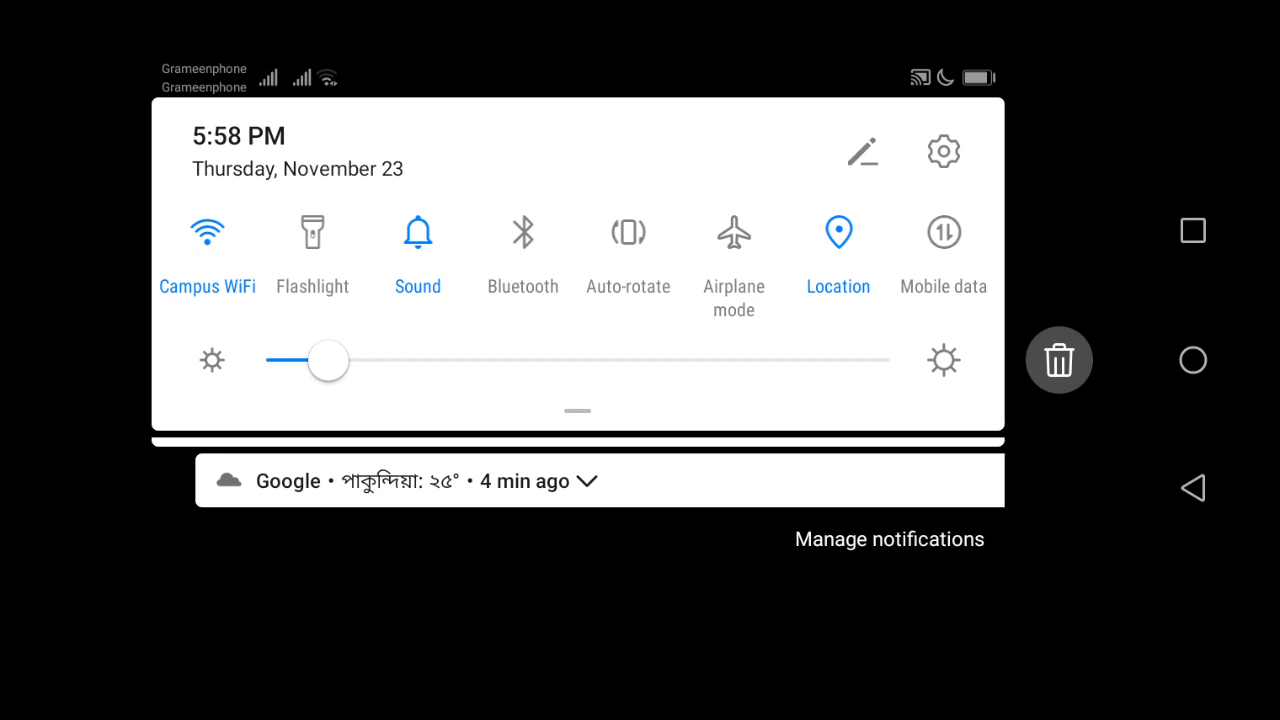 Grameenphone
Grameenphone
5:58 PM
Thursday, November 23
Campus WiFi
Flashlight
Sound
Bluetooth
Auto-rotate
Airplane
mode
Location
Mobile data
Google • পাকুন্দিয়া: ২৫° • 4 min ago
Manage notifications